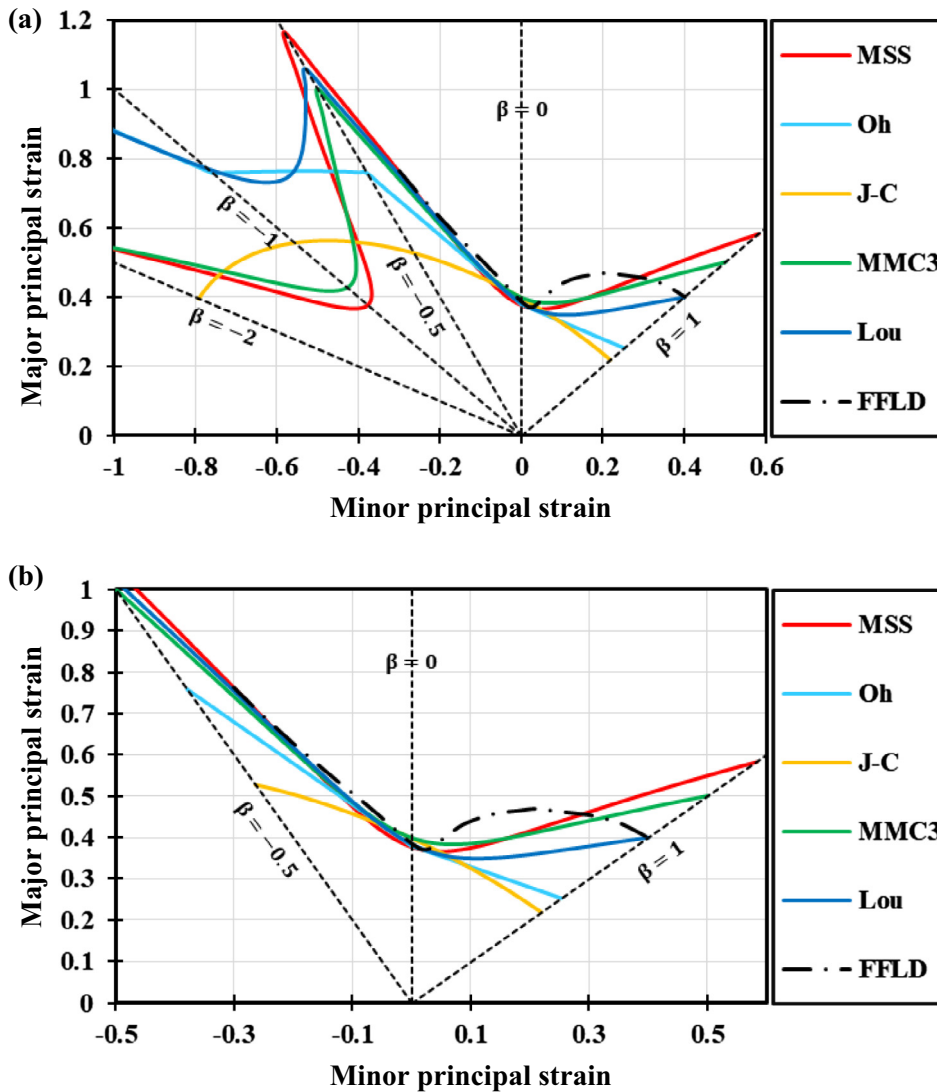 (a)
Major principal strain
1.2
1
0.8
0.6
0.4
0.2
0
-1
-0.8
-0.6
-0.4
-0.2
0
0.2
0.4
0.6
Minor principal strain
β = 0
β = −1
β = −0.5
β = −2
β = 1
MSS
Oh
J-C
MMC3
Lou
FFLD
(b)
Major principal strain
1
0.9
0.8
0.7
0.6
0.5
0.4
0.3
0.2
0.1
0
-0.5
-0.3
-0.1
0.1
0.3
0.5
Minor principal strain
β = 0
β = −0.5
β = 1
MSS
Oh
J-C
MMC3
Lou
FFLD